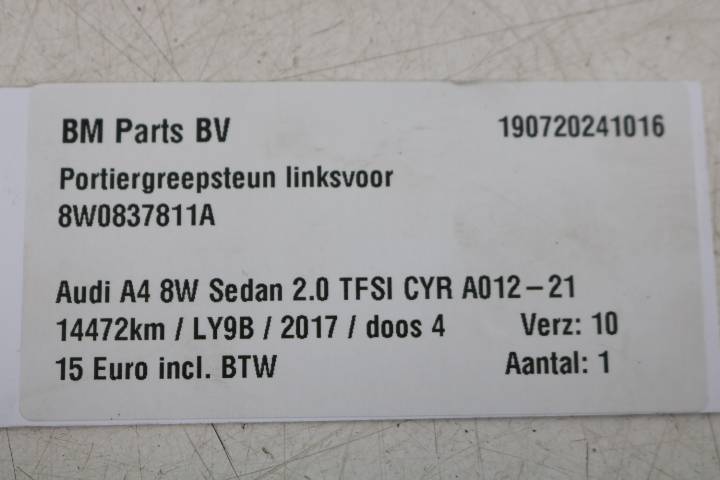 BM Parts BV 190720241016
Portiergreepsteun linksvoor
8W0837811A
Audi A4 8W Sedan 2.0 TFSI CYR A012-21
14472km / LY9B / 2017 / doos 4 Verz: 10
15 Euro incl. BTW Aantal: 1